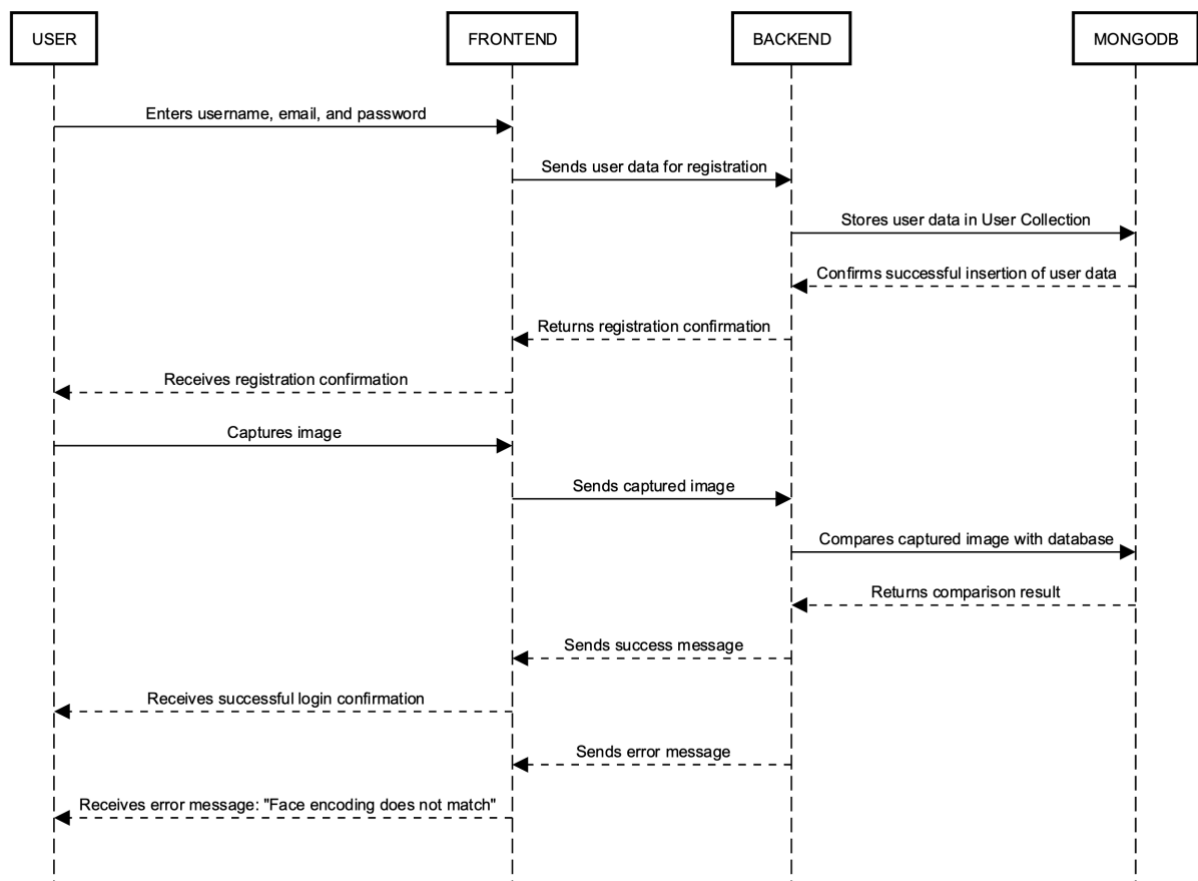 USER
FRONTEND
BACKEND
MONGODB
Enters username, email, and password
Sends user data for registration
Stores user data in User Collection
Confirms successful insertion of user data
Returns registration confirmation
Receives registration confirmation
Captures image
Sends captured image
Compares captured image with database
Returns comparison result
Sends success message
Receives successful login confirmation
Sends error message
Receives error message: "Face encoding does not match"